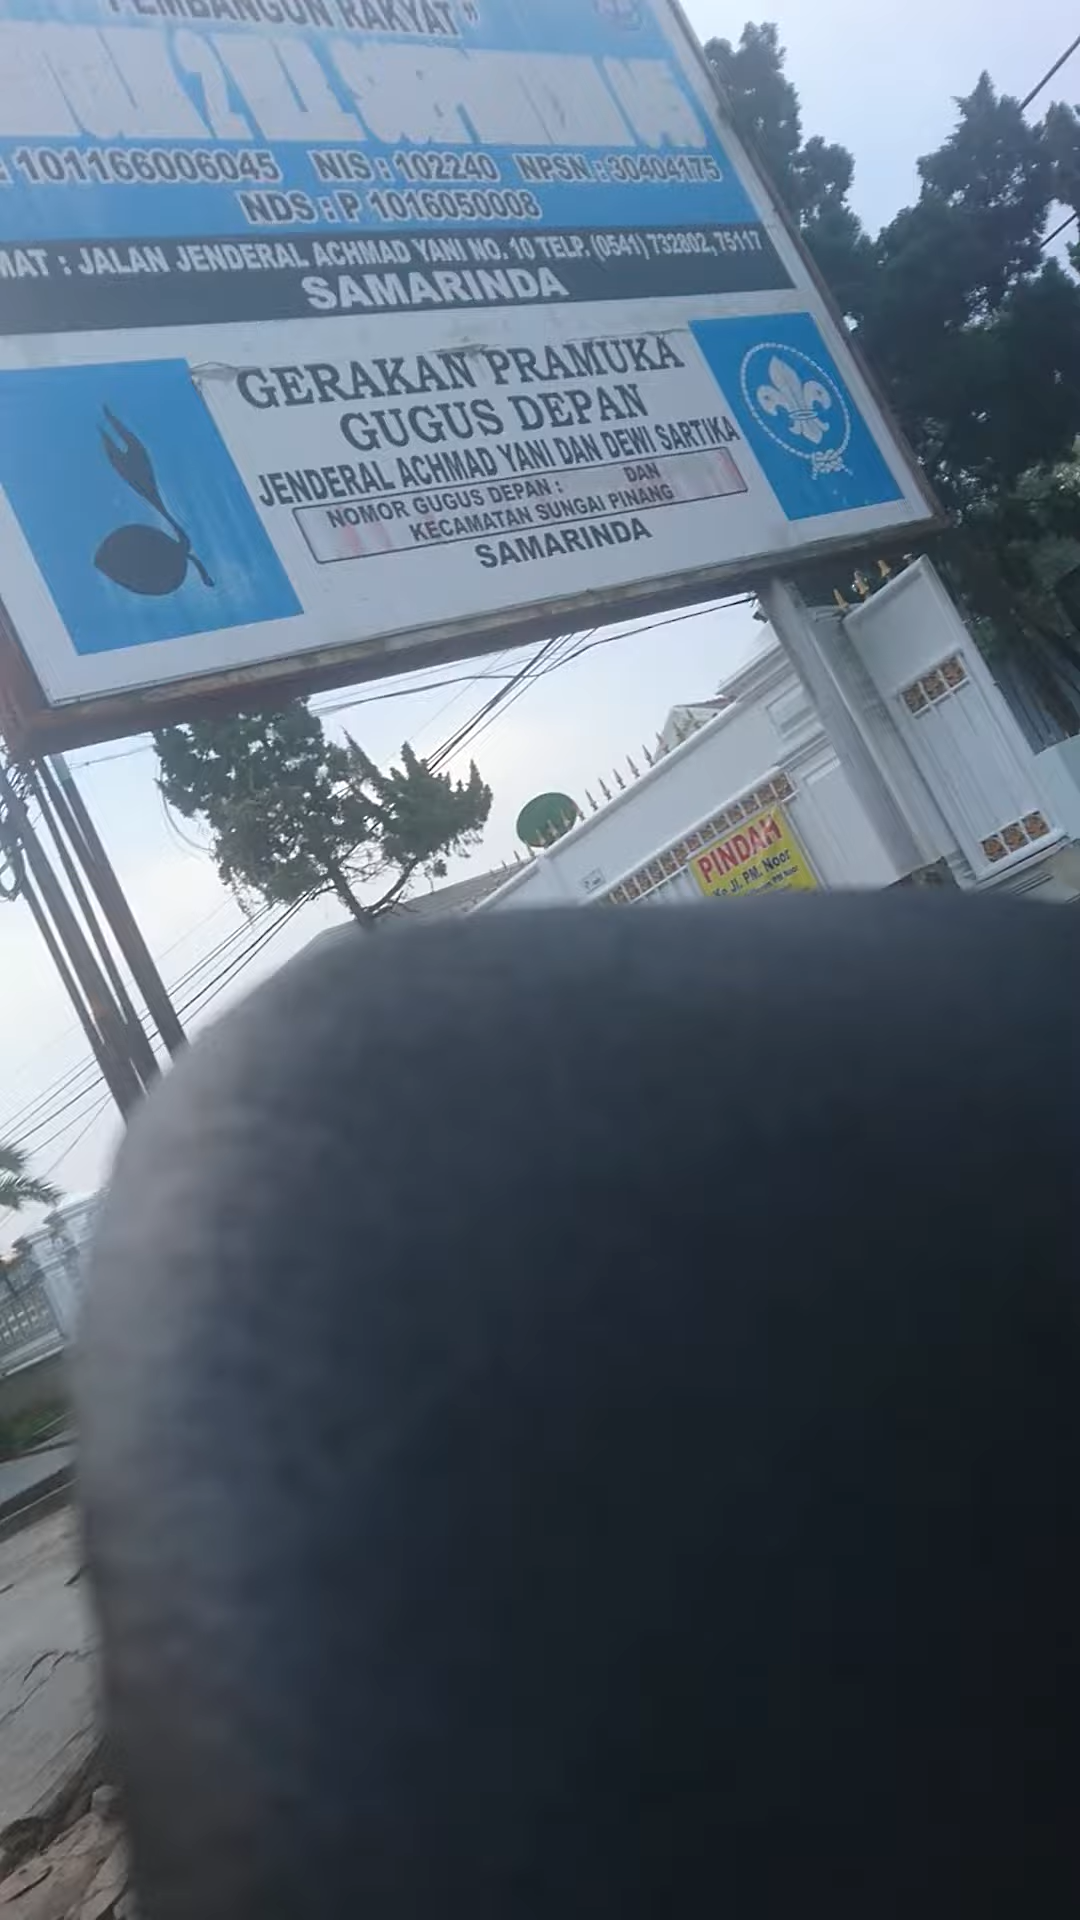 PEMBANGUN RAKYAT "
: 101166006045 NIS : 102240 NPSN : 30404175
NDS : P 1016050008
MAT : JALAN JENDERAL ACHMAD YANI NO. 10 TELP. (0541) 732802, 75117
SAMARINDA
GERAKAN PRAMUKA
GUGUS DEPAN
JENDERAL ACHMAD YANI DAN DEWI SARTIKA
NOMOR GUGUS DEPAN : DAN
KECAMATAN SUNGAI PINANG
SAMARINDA
PINDAH
Ke Jl. PM. Noor